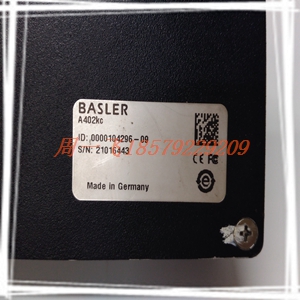 BASLER
A402kc
ID: 0000104296-09
S/N: 21016443
Made in Germany